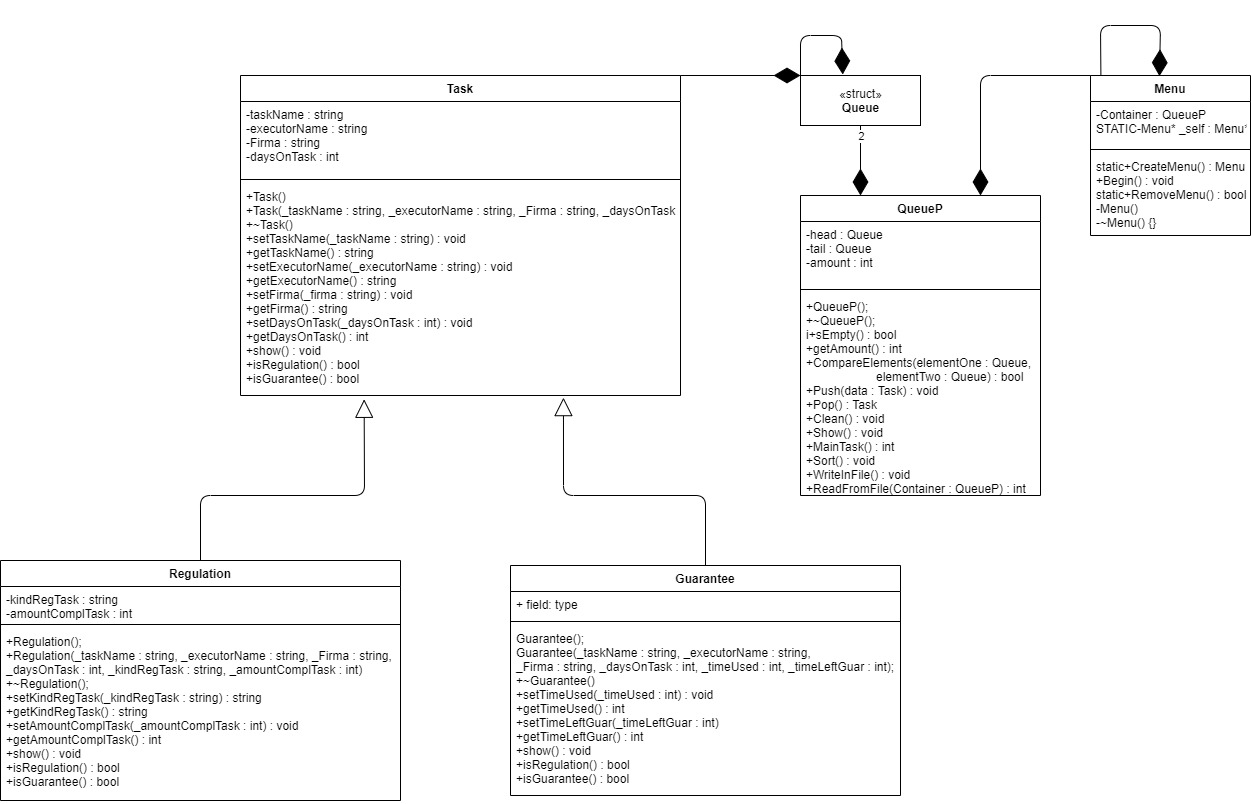 Task
-taskName : string
-executorName : string
-Firma : string
-daysOnTask : int
+Task()
+Task(_taskName : string, _executorName : string, _Firma : string, _daysOnTask
+~Task()
+setTaskName(_taskName : string) : void
+getTaskName() : string
+setExecutorName(_executorName : string) : void
+getExecutorName() : string
+setFirma(_firma : string) : void
+getFirma() : string
+setDaysOnTask(_daysOnTask : int) : void
+getDaysOnTask() : int
+show() : void
+isRegulation() : bool
+isGuarantee() : bool
«struct»
Queue
2
QueueP
-head : Queue
-tail : Queue
-amount : int
+QueueP();
+~QueueP();
i+sEmpty() : bool
+getAmount() : int
+CompareElements(elementOne : Queue,
elementTwo : Queue) : bool
+Push(data : Task) : void
+Pop() : Task
+Clean() : void
+Show() : void
+MainTask() : int
+Sort() : void
+WriteInFile() : void
+ReadFromFile(Container : QueueP) : int
Menu
-Container : QueueP
STATIC-Menu* _self : Menu*
static+CreateMenu() : Menu
+Begin() : void
static+RemoveMenu() : bool
-Menu()
-~Menu() {}
Regulation
-kindRegTask : string
-amountComplTask : int
+Regulation();
+Regulation(_taskName : string, _executorName : string, _Firma : string,
_daysOnTask : int, _kindRegTask : string, _amountComplTask : int)
+~Regulation();
+setKindRegTask(_kindRegTask : string) : string
+getKindRegTask() : string
+setAmountComplTask(_amountComplTask : int) : void
+getAmountComplTask() : int
+show() : void
+isRegulation() : bool
+isGuarantee() : bool
Guarantee
+ field: type
Guarantee();
Guarantee(_taskName : string, _executorName : string,
_Firma : string, _daysOnTask : int, _timeUsed : int, _timeLeftGuar : int);
+~Guarantee()
+setTimeUsed(_timeUsed : int) : void
+getTimeUsed() : int
+setTimeLeftGuar(_timeLeftGuar : int)
+getTimeLeftGuar() : int
+show() : void
+isRegulation() : bool
+isGuarantee() : bool